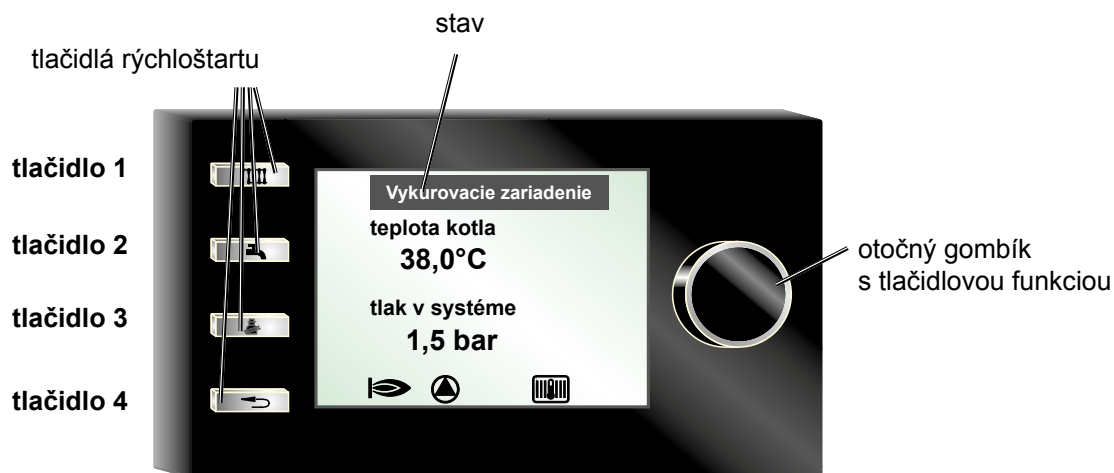 stav
tlačidlá rýchloštartu
tlačidlo 1
Vykurovacie zariadenie
teplota kotla
38,0°C
tlačidlo 2
otočný gombík
s tlačidlovou funkciou
tlak v systéme
1,5 bar
tlačidlo 3
tlačidlo 4